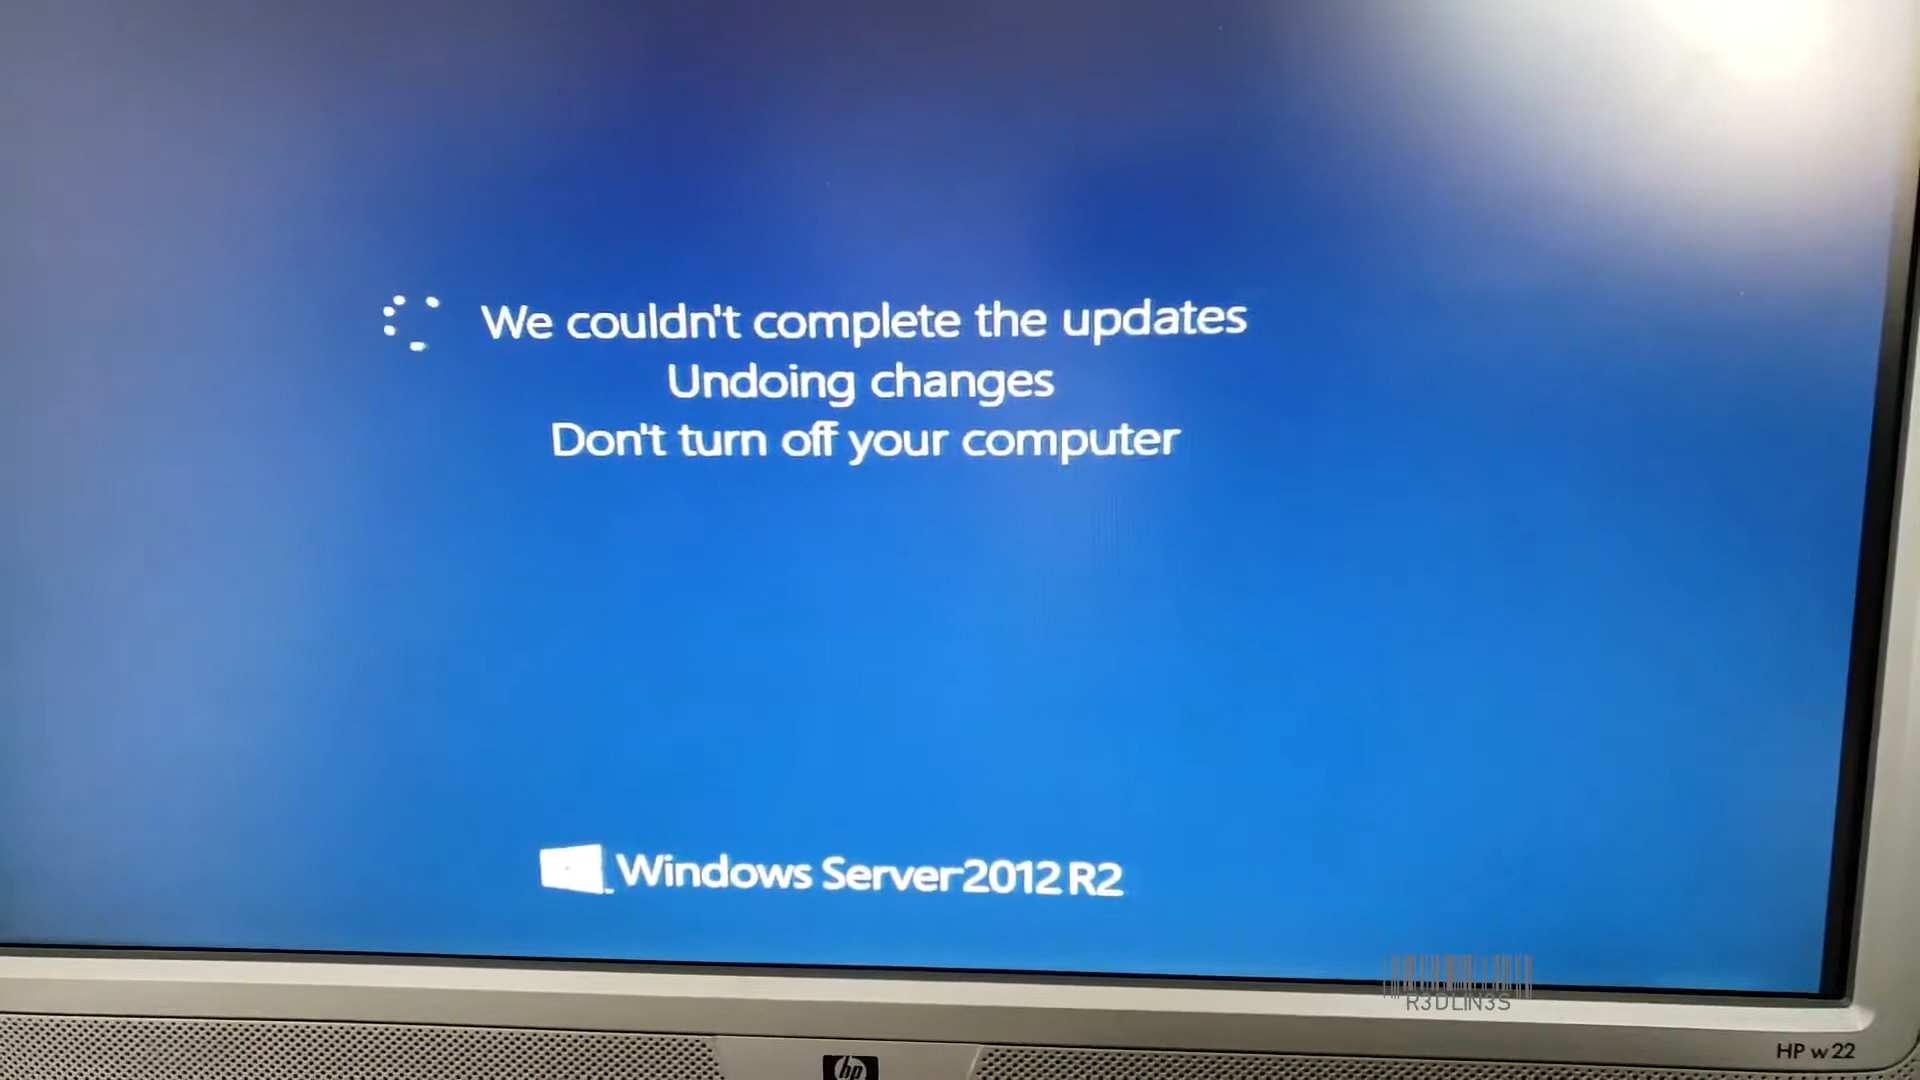 We couldn't complete the updates
Undoing changes
Don't turn off your computer
Windows Server 2012 R2
R3DLIN3S
HP w22
hp